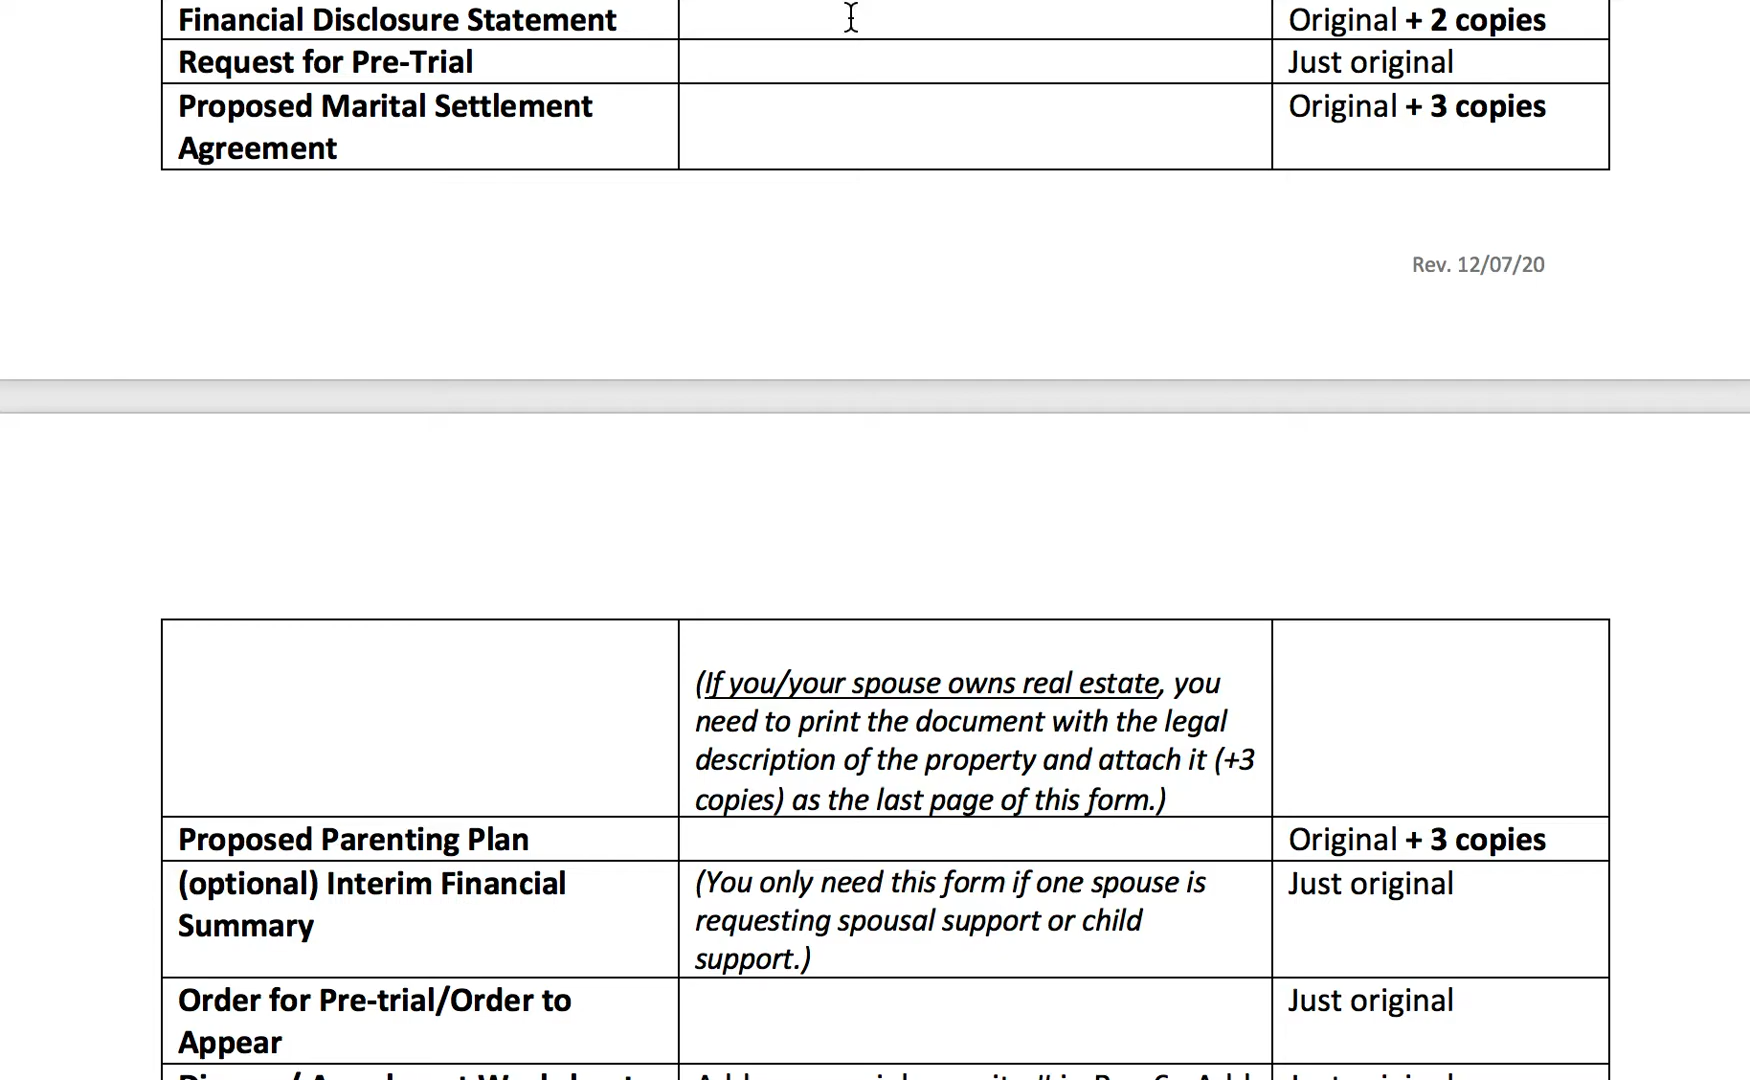 Financial Disclosure Statement
Original + 2 copies
Request for Pre-Trial
Just original
Proposed Marital Settlement
Agreement
Original + 3 copies
Rev. 12/07/20
(If you/your spouse owns real estate, you
need to print the document with the legal
description of the property and attach it (+3
copies) as the last page of this form.)
Proposed Parenting Plan
Original + 3 copies
(optional) Interim Financial
Summary
(You only need this form if one spouse is
requesting spousal support or child
support.)
Just original
Order for Pre-trial/Order to
Appear
Just original